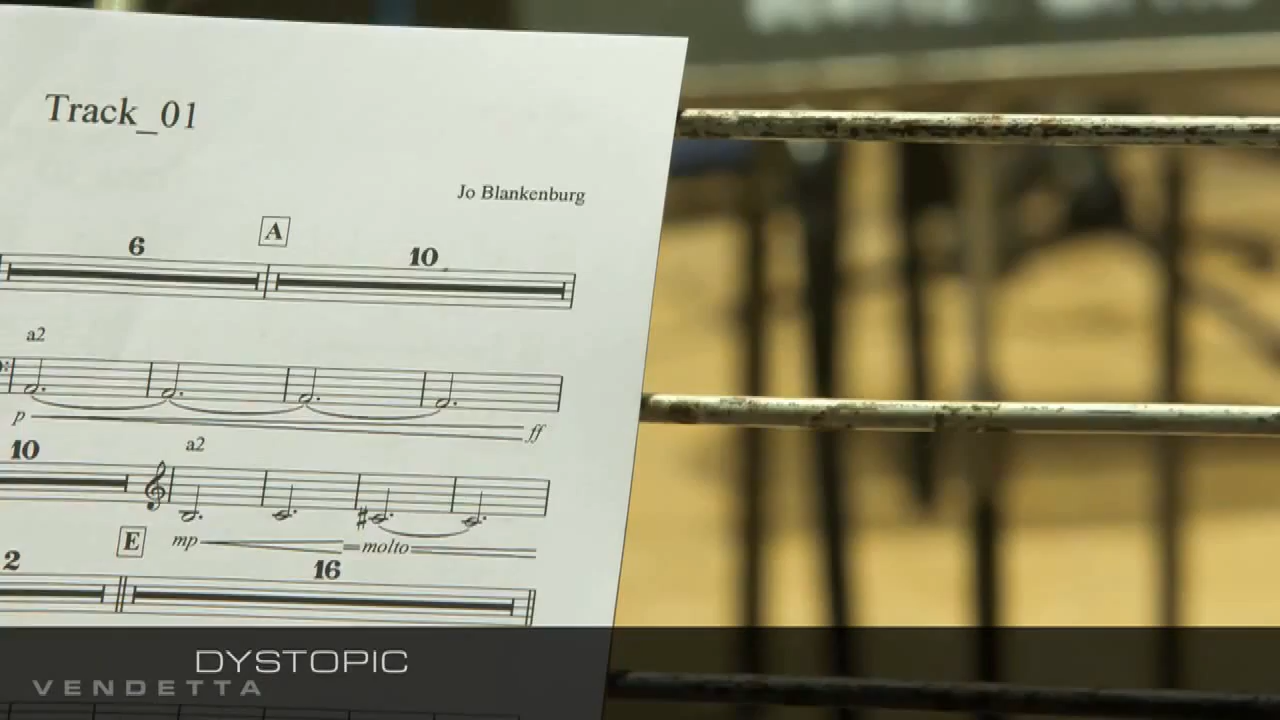 Track_01
Jo Blankenburg
A
6
10
a2
p
ff
10
a2
mp
molto
E
2
16
DYSTOPIC
VENDETTA